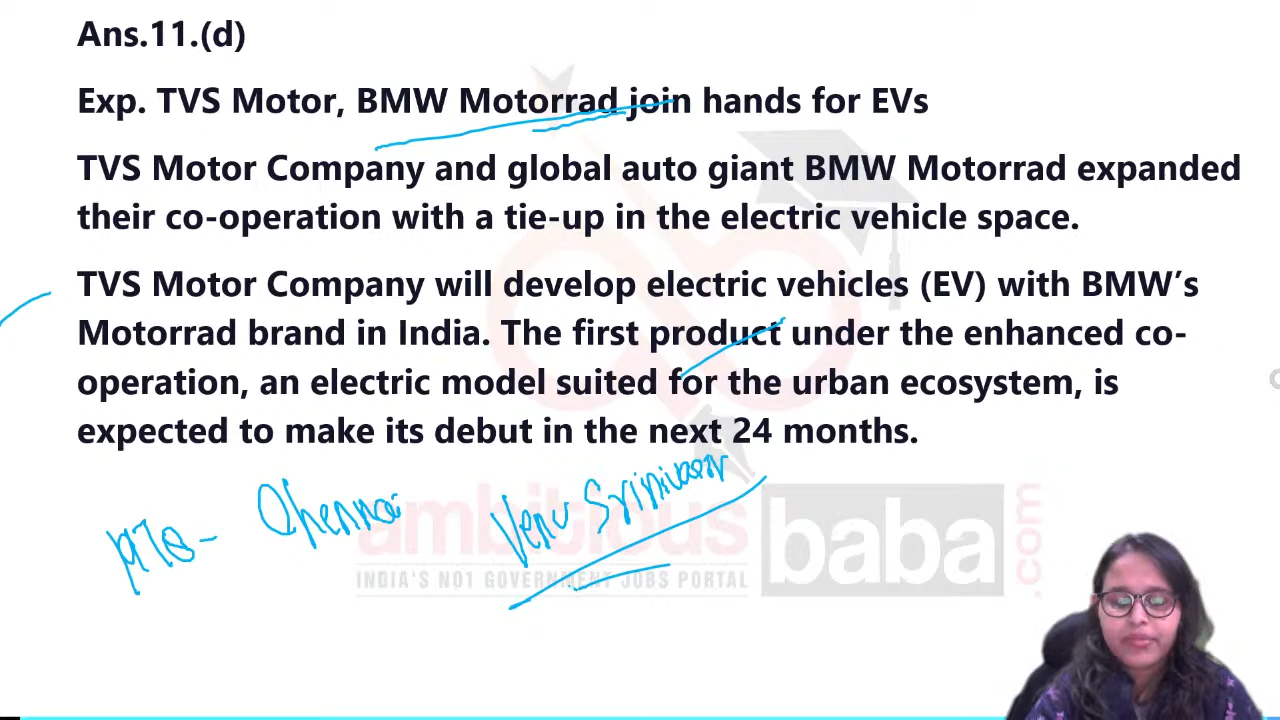 Ans.11.(d)
Exp. TVS Motor, BMW Motorrad join hands for EVs
TVS Motor Company and global auto giant BMW Motorrad expanded
their co-operation with a tie-up in the electric vehicle space.
TVS Motor Company will develop electric vehicles (EV) with BMW’s
Motorrad brand in India. The first product under the enhanced co-
operation, an electric model suited for the urban ecosystem, is
expected to make its debut in the next 24 months.
Chennai Venu Srinivasan
ambitious baba .com
INDIA'S NO1 GOVERNMENT JOBS PORTAL